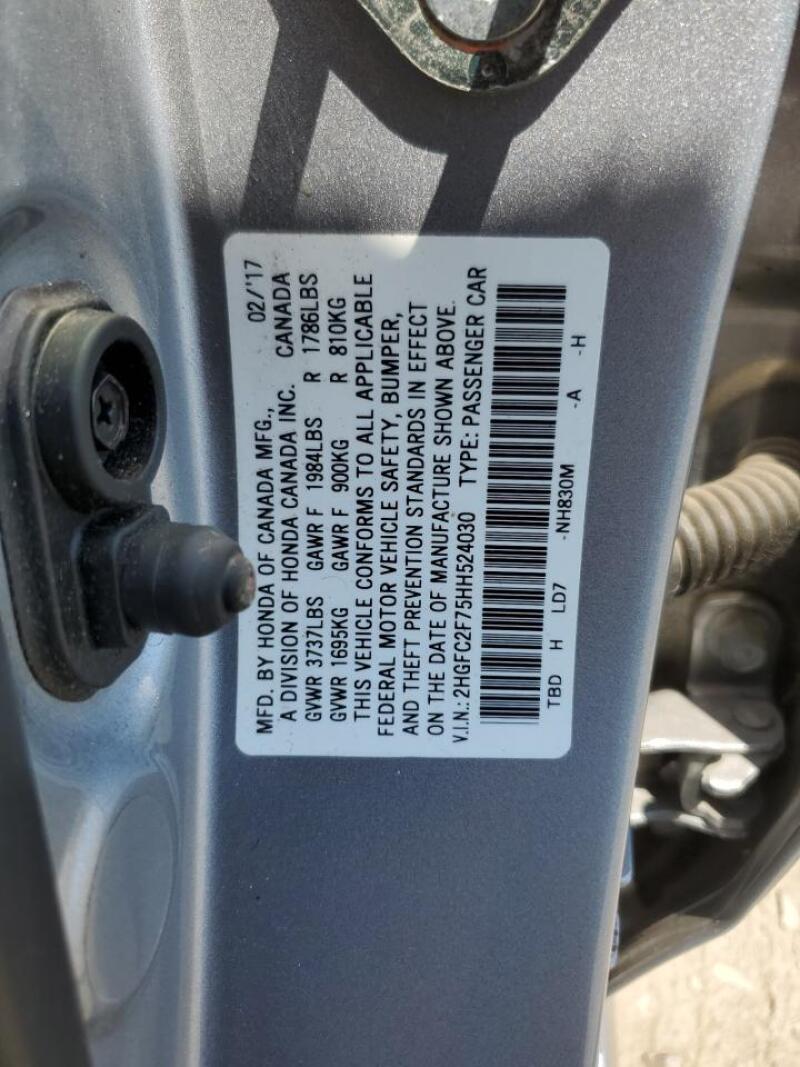 MFD. BY HONDA OF CANADA MFG., 02/'17
A DIVISION OF HONDA CANADA INC. CANADA
GVWR 3737LBS GAWR F 1984LBS R 1786LBS
GVWR 1695KG GAWR F 900KG R 810KG
THIS VEHICLE CONFORMS TO ALL APPLICABLE
FEDERAL MOTOR VEHICLE SAFETY, BUMPER,
AND THEFT PREVENTION STANDARDS IN EFFECT
ON THE DATE OF MANUFACTURE SHOWN ABOVE.
V.I.N.: 2HGFC2F75HH524030 TYPE: PASSENGER CAR
TBD H LD7 -NH830M -A -H